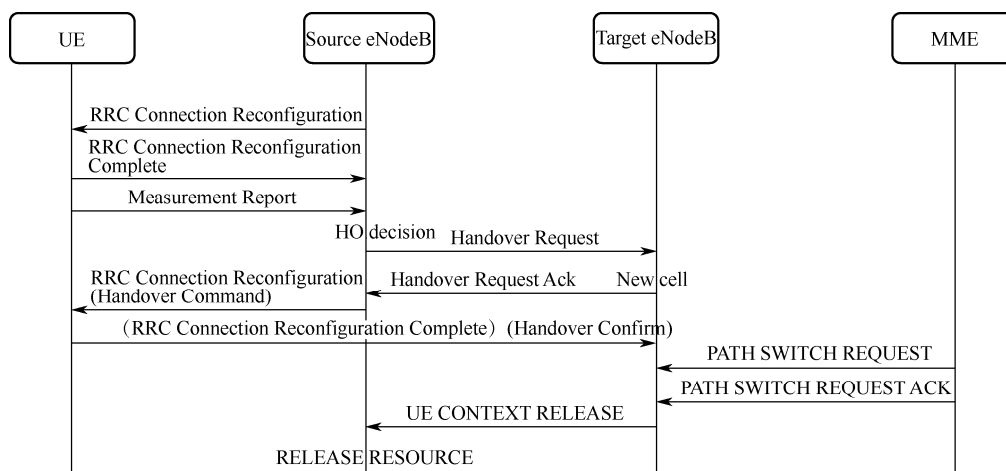 UE
Source eNodeB
Target eNodeB
MME
RRC Connection Reconfiguration
RRC Connection Reconfiguration
Complete
Measurement Report
HO decision
Handover Request
RRC Connection Reconfiguration
(Handover Command)
Handover Request Ack
New cell
（RRC Connection Reconfiguration Complete）(Handover Confirm)
PATH SWITCH REQUEST
PATH SWITCH REQUEST ACK
UE CONTEXT RELEASE
RELEASE RESOURCE